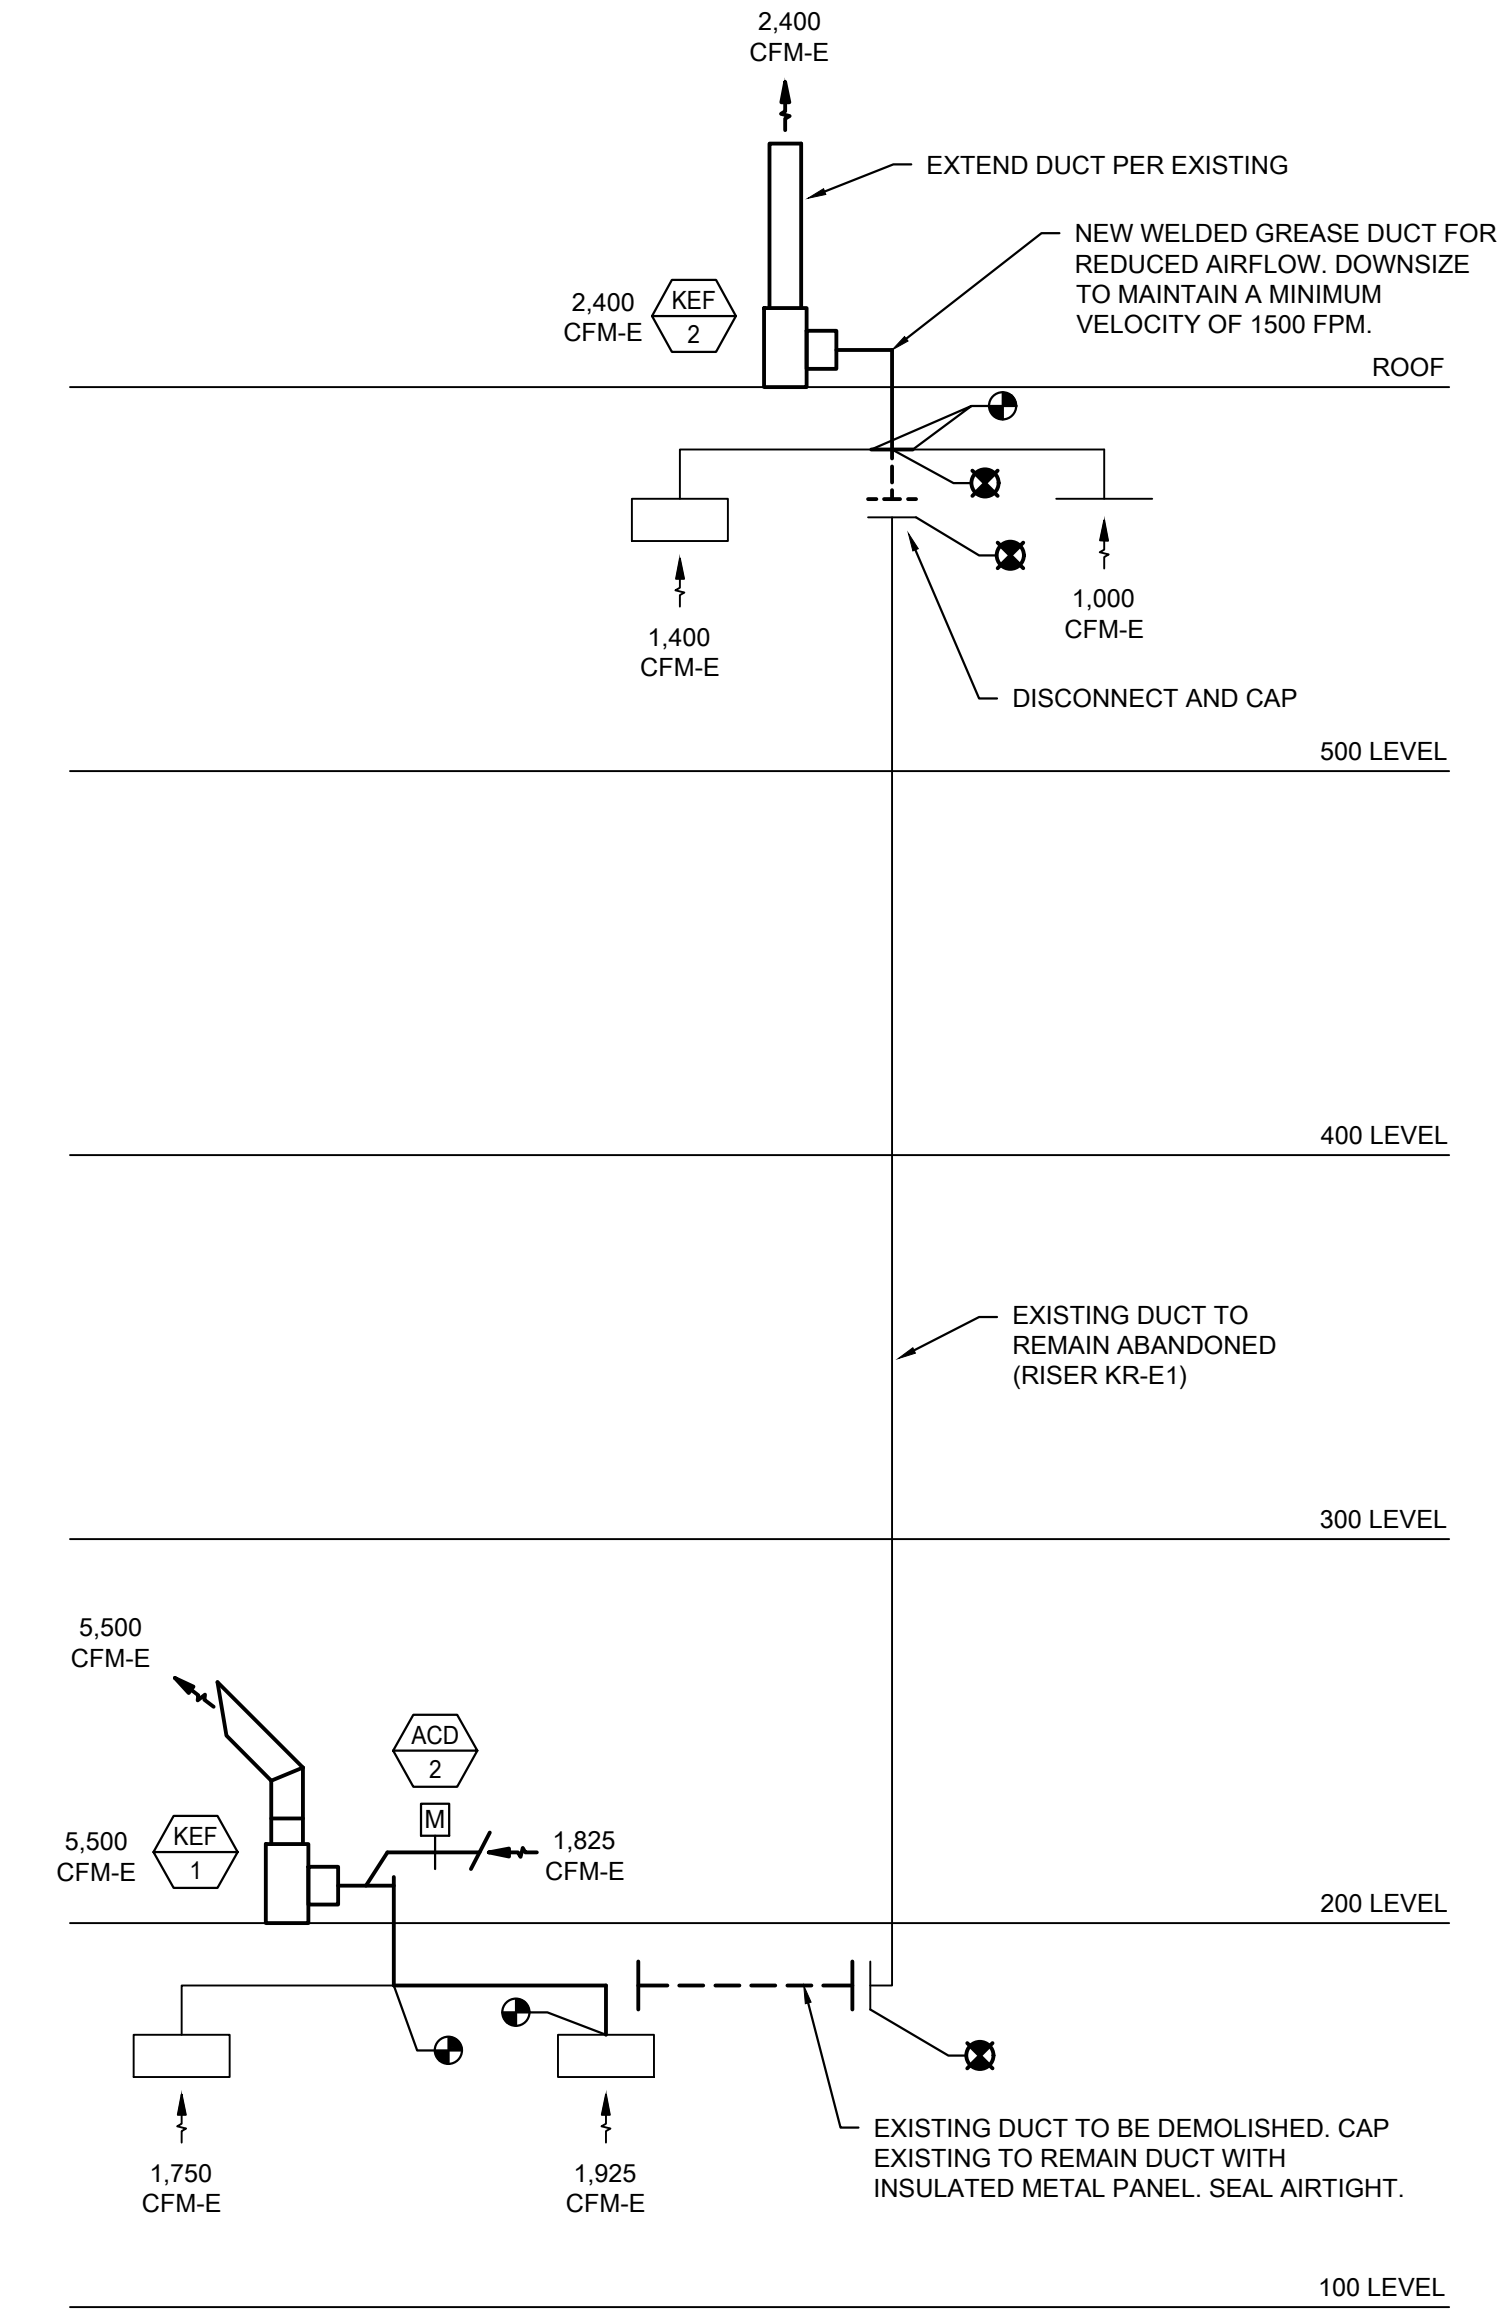 2,400
CFM-E
EXTEND DUCT PER EXISTING
NEW WELDED GREASE DUCT FOR
REDUCED AIRFLOW. DOWNSIZE
TO MAINTAIN A MINIMUM
VELOCITY OF 1500 FPM.
2,400
CFM-E
KEF
2
ROOF
1,400
CFM-E
1,000
CFM-E
DISCONNECT AND CAP
500 LEVEL
400 LEVEL
EXISTING DUCT TO
REMAIN ABANDONED
(RISER KR-E1)
300 LEVEL
5,500
CFM-E
ACD
2
M
5,500
CFM-E
KEF
1
1,825
CFM-E
200 LEVEL
1,750
CFM-E
1,925
CFM-E
EXISTING DUCT TO BE DEMOLISHED. CAP
EXISTING TO REMAIN DUCT WITH
INSULATED METAL PANEL. SEAL AIRTIGHT.
100 LEVEL